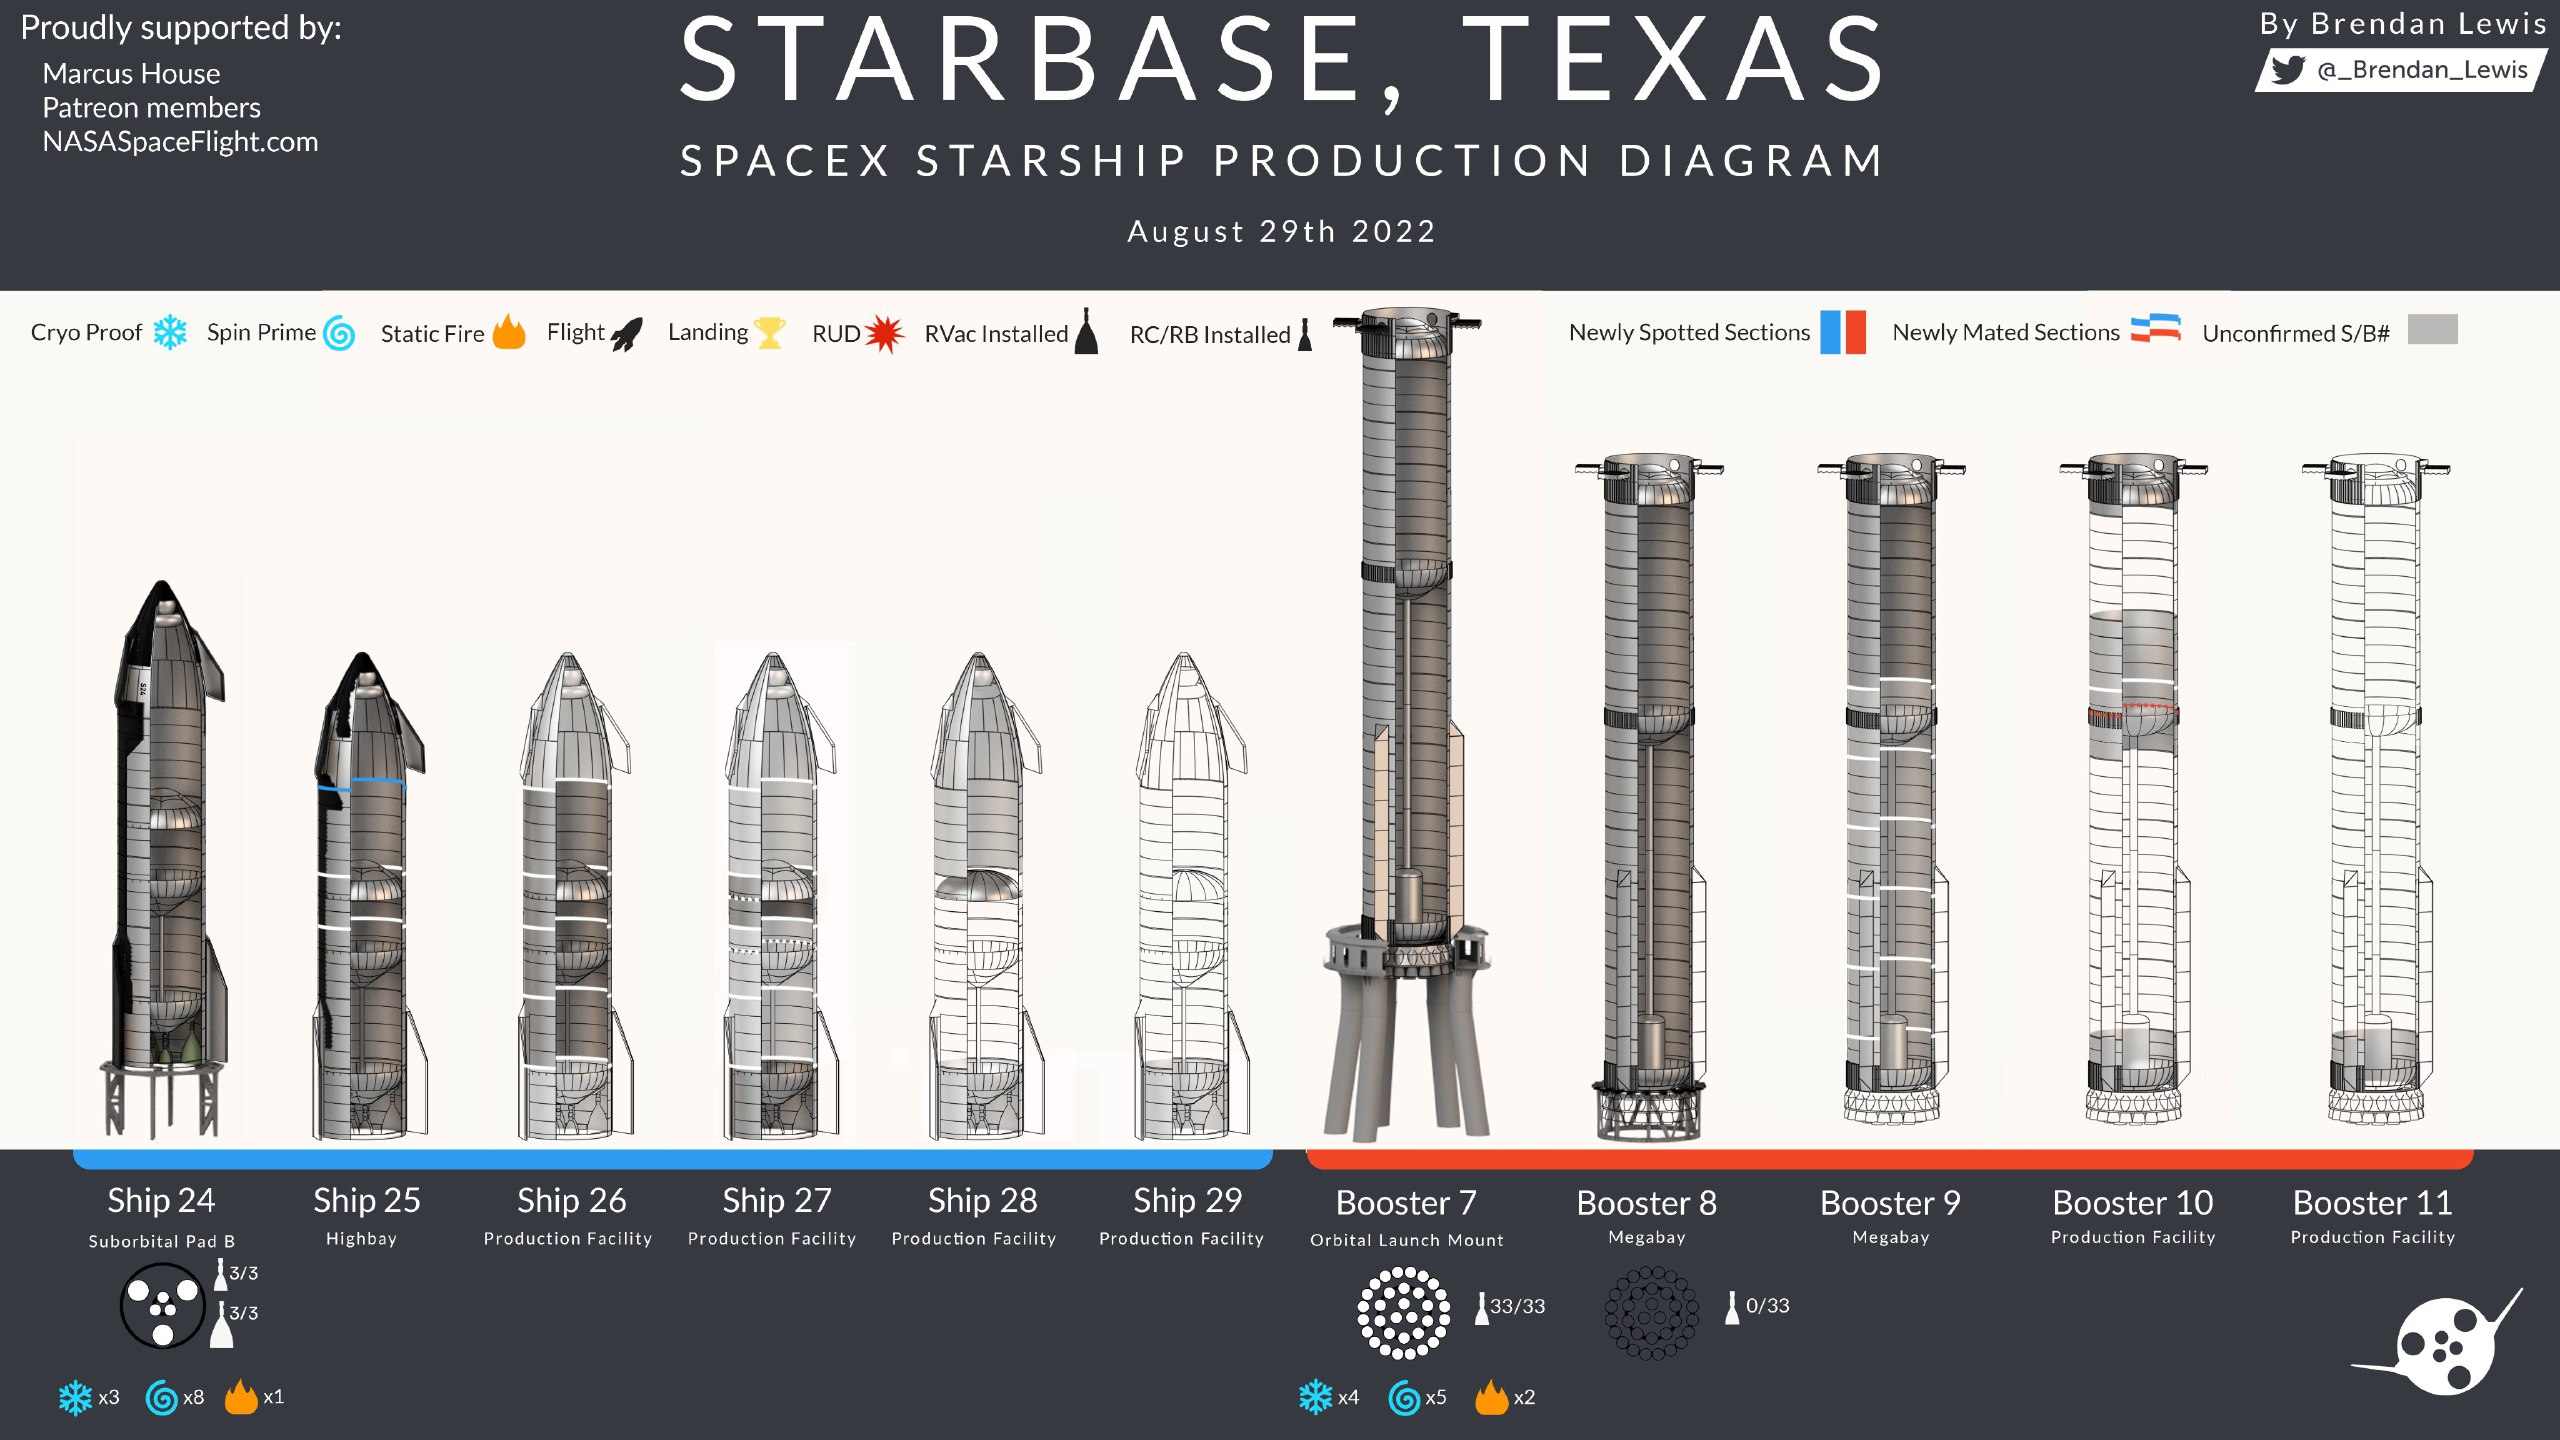 Proudly supported by:
Marcus House
Patreon members
NASASpaceFlight.com
STARBASE, TEXAS
SPACEX STARSHIP PRODUCTION DIAGRAM
August 29th 2022
By Brendan Lewis
@_Brendan_Lewis
Cryo Proof
Spin Prime
Static Fire
Flight
Landing
RUD
RVac Installed
RC/RB Installed
Newly Spotted Sections
Newly Mated Sections
Unconfirmed S/B#
S24
Ship 24
Suborbital Pad B
3/3
3/3
x3
x8
x1
Ship 25
Highbay
Ship 26
Production Facility
Ship 27
Production Facility
Ship 28
Production Facility
Ship 29
Production Facility
Booster 7
Orbital Launch Mount
33/33
x4
x5
x2
Booster 8
Megabay
0/33
Booster 9
Megabay
Booster 10
Production Facility
Booster 11
Production Facility